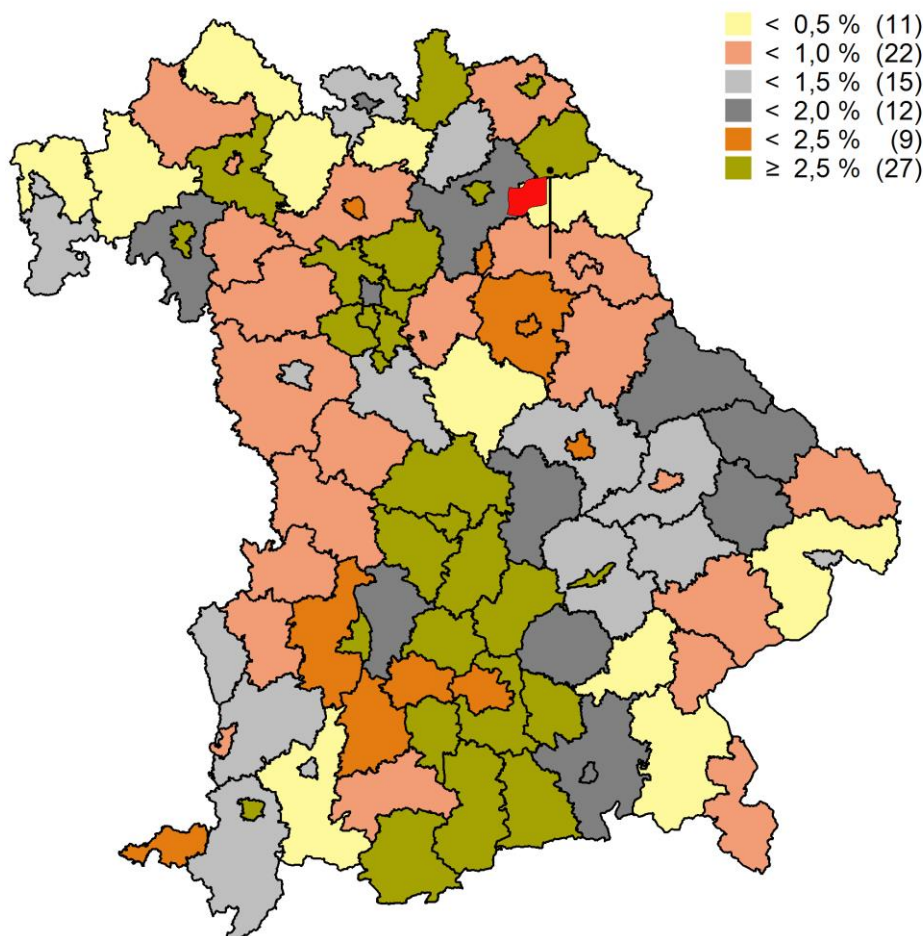 < 0,5 % (11)
< 1,0 % (22)
< 1,5 % (15)
< 2,0 % (12)
< 2,5 % (9)
≥ 2,5 % (27)